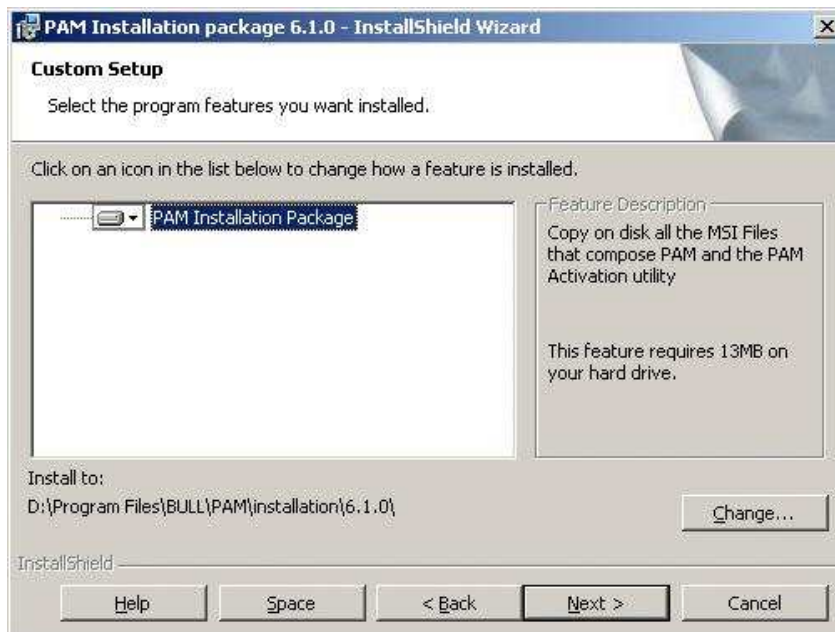 PAM Installation package 6.1.0 - InstallShield Wizard
Custom Setup
Select the program features you want installed.
Click on an icon in the list below to change how a feature is installed.
PAM Installation Package
Feature Description
Copy on disk all the MSI Files
that compose PAM and the PAM
Activation utility
This feature requires 13MB on
your hard drive.
Install to:
D:\Program Files\BULL\PAM\installation\6.1.0\
Change...
InstallShield
Help
Space
< Back
Next >
Cancel